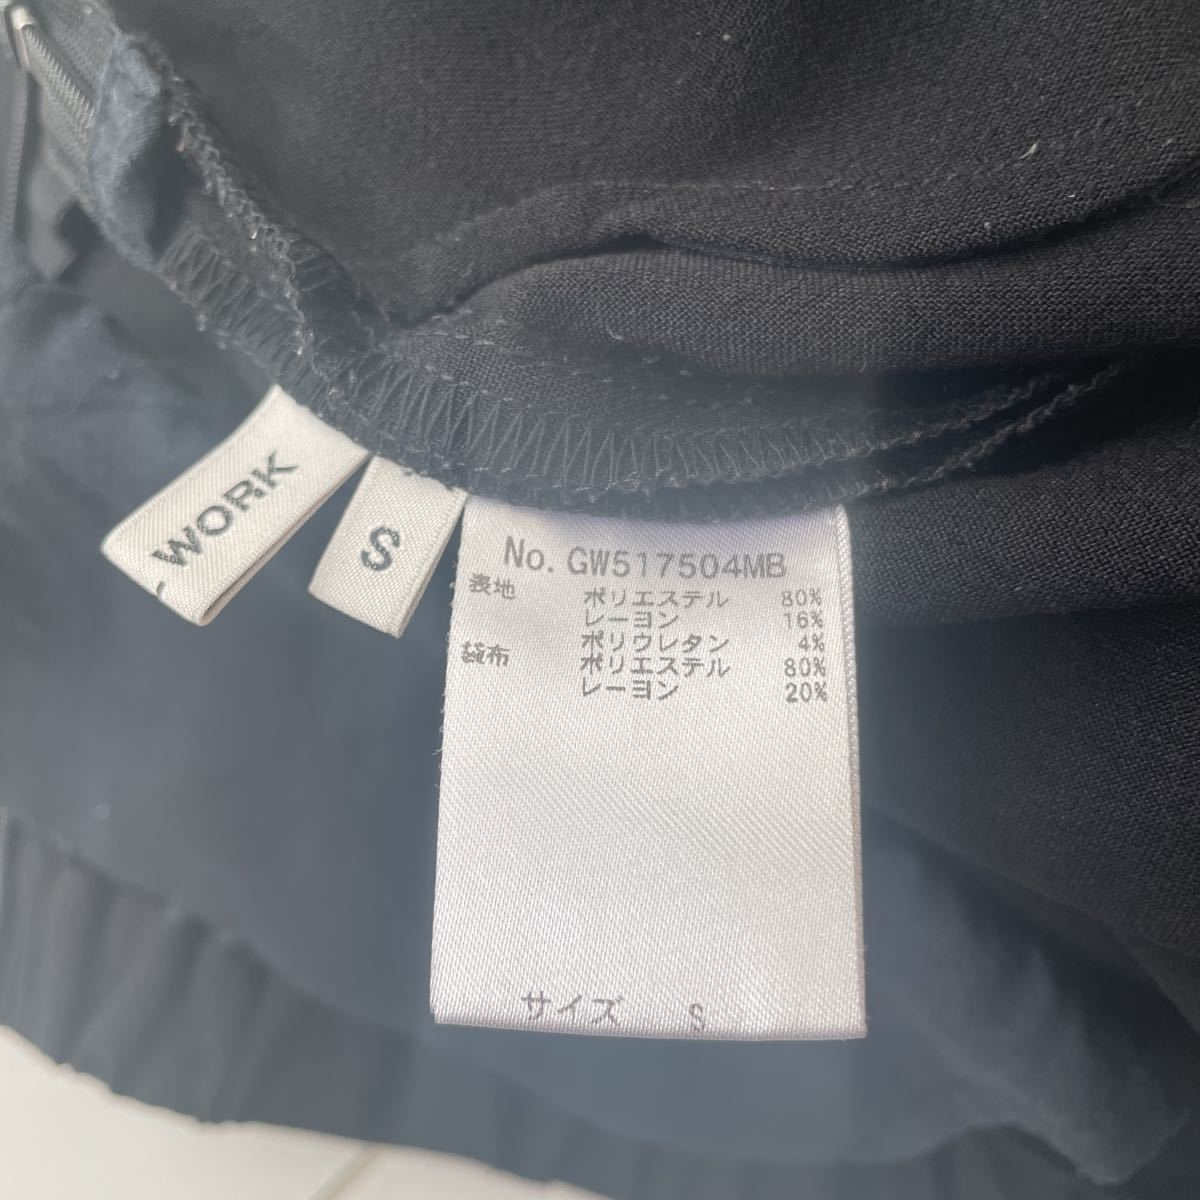 WORK
S
No. GW517504MB
表地 ポリエステル 80%
レーヨン 16%
ポリウレタン 4%
袋布 ポリエステル 80%
レーヨン 20%
サイズ S